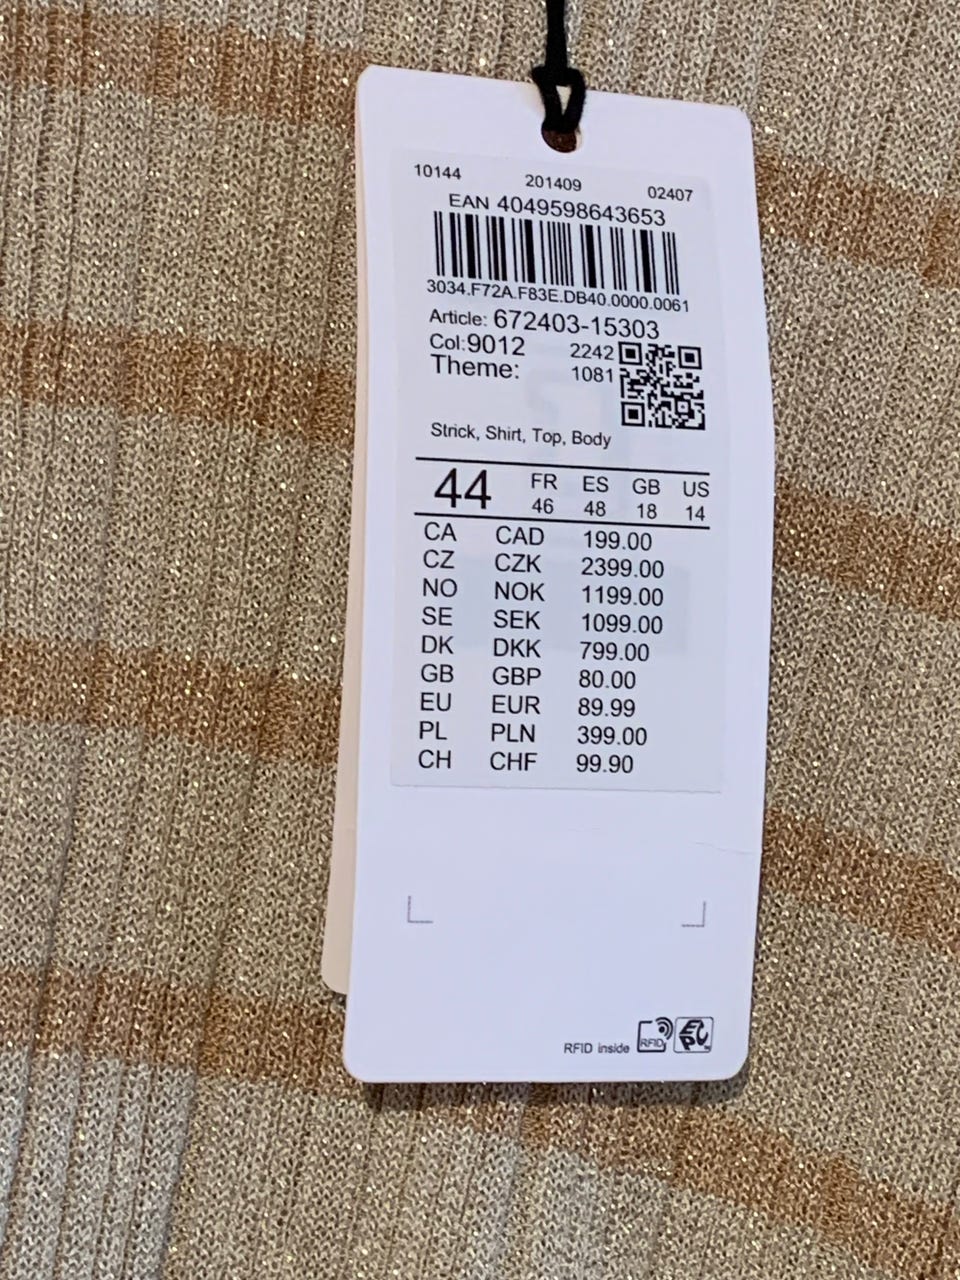 10144 201409 02407
EAN 4049598643653
3034.F72A.F83E.DB40.0000.0061
Article: 672403-15303
Col:9012 2242
Theme: 1081
Strick, Shirt, Top, Body
44 FR ES GB US
46 48 18 14
CA CAD 199.00
CZ CZK 2399.00
NO NOK 1199.00
SE SEK 1099.00
DK DKK 799.00
GB GBP 80.00
EU EUR 89.99
PL PLN 399.00
CH CHF 99.90
RFID inside RFID EPC